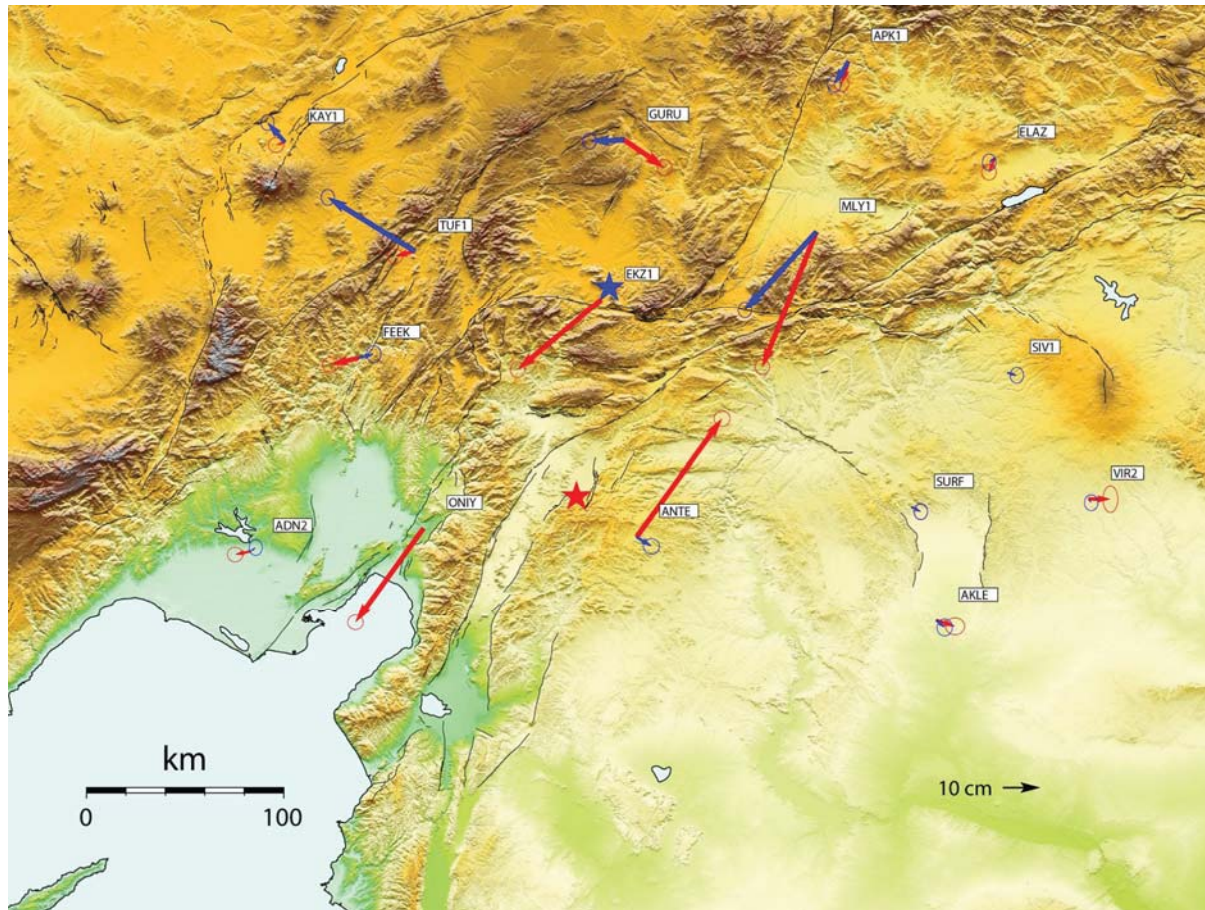 APK1
KAY1
GURU
ELAZ
MLY1
TUF1
EKZ1
FEEK
SIV1
VIR2
SURF
ONIY
ANTE
ADN2
AKLE
km
0 100
10 cm